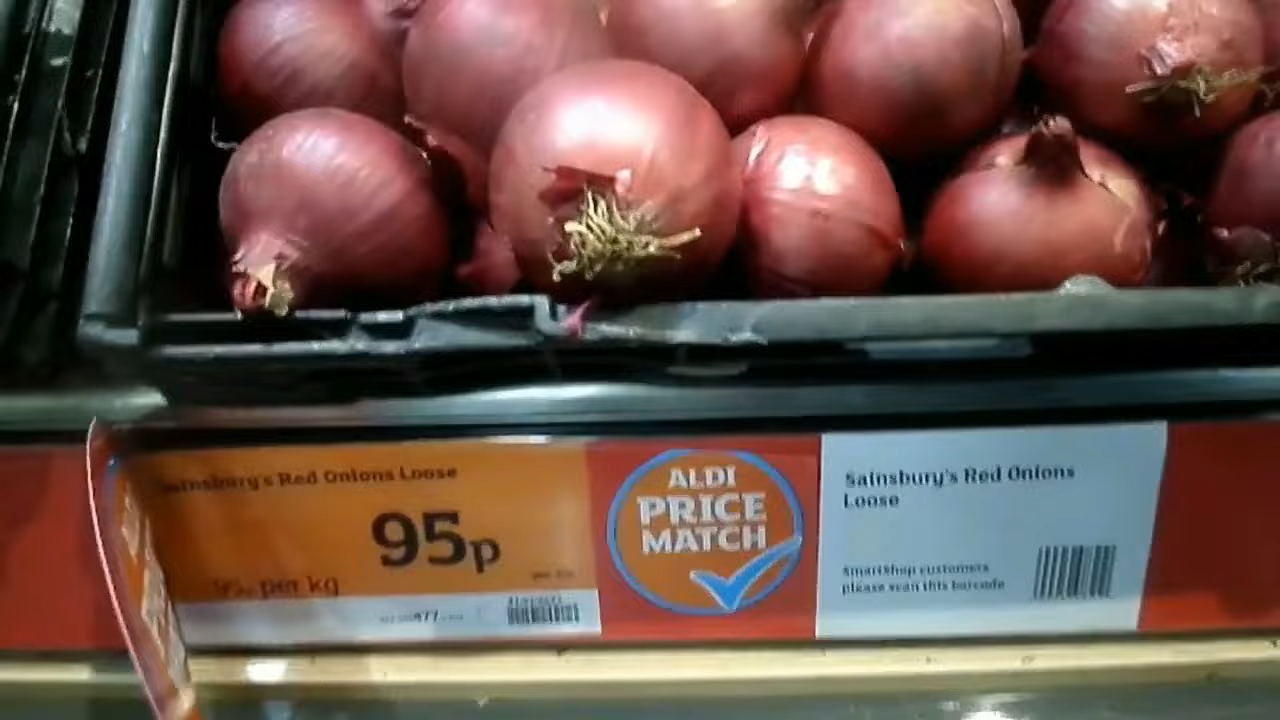 Sainsbury's Red Onions Loose
95p
per kg
ALDI
PRICE
MATCH
Sainsbury's Red Onions
Loose
SmartShop customers
please scan this barcode